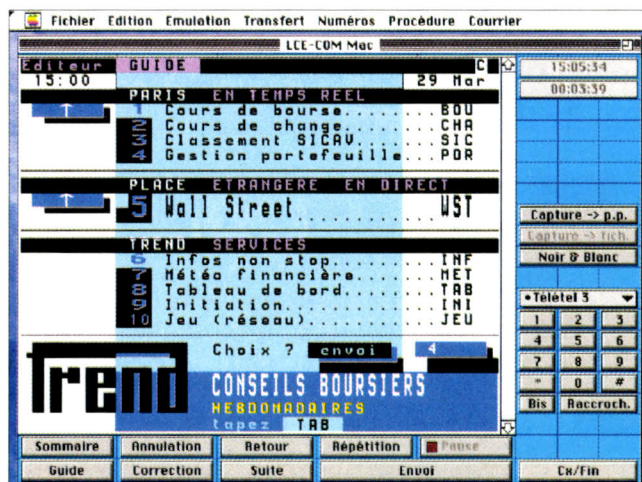 Fichier Edition Emulation Transfert Numéros Procédure Courrier
LCE-COM Mac
Editeur GUIDE C
15:00 29 Mar
PARIS EN TEMPS REEL
1 Cours de bourse.......BOU
2 Cours de change.......CHA
3 Classement SICAV......SIC
4 Gestion portefeuille..POR
PLACE ETRANGERE EN DIRECT
5 Wall Street...........WST
TREND SERVICES
6 Infos non stop........INF
7 Météo financière......MET
8 Tableau de bord.......TAB
9 Initiation............INI
10 Jeu (réseau)..........JEU
Choix ? envoi 4
Trend
CONSEILS BOURSIERS
HEBDOMADAIRES
tapez TAB
15:05:34
00:03:39
Capture -> p.p.
Capture -> fich.
Noir & Blanc
•Télétel 3
1 2 3
4 5 6
7 8 9
* 0 #
Bis Raccroch.
Sommaire Annulation Retour Répétition Pause
Guide Correction Suite Envoi Cx/Fin